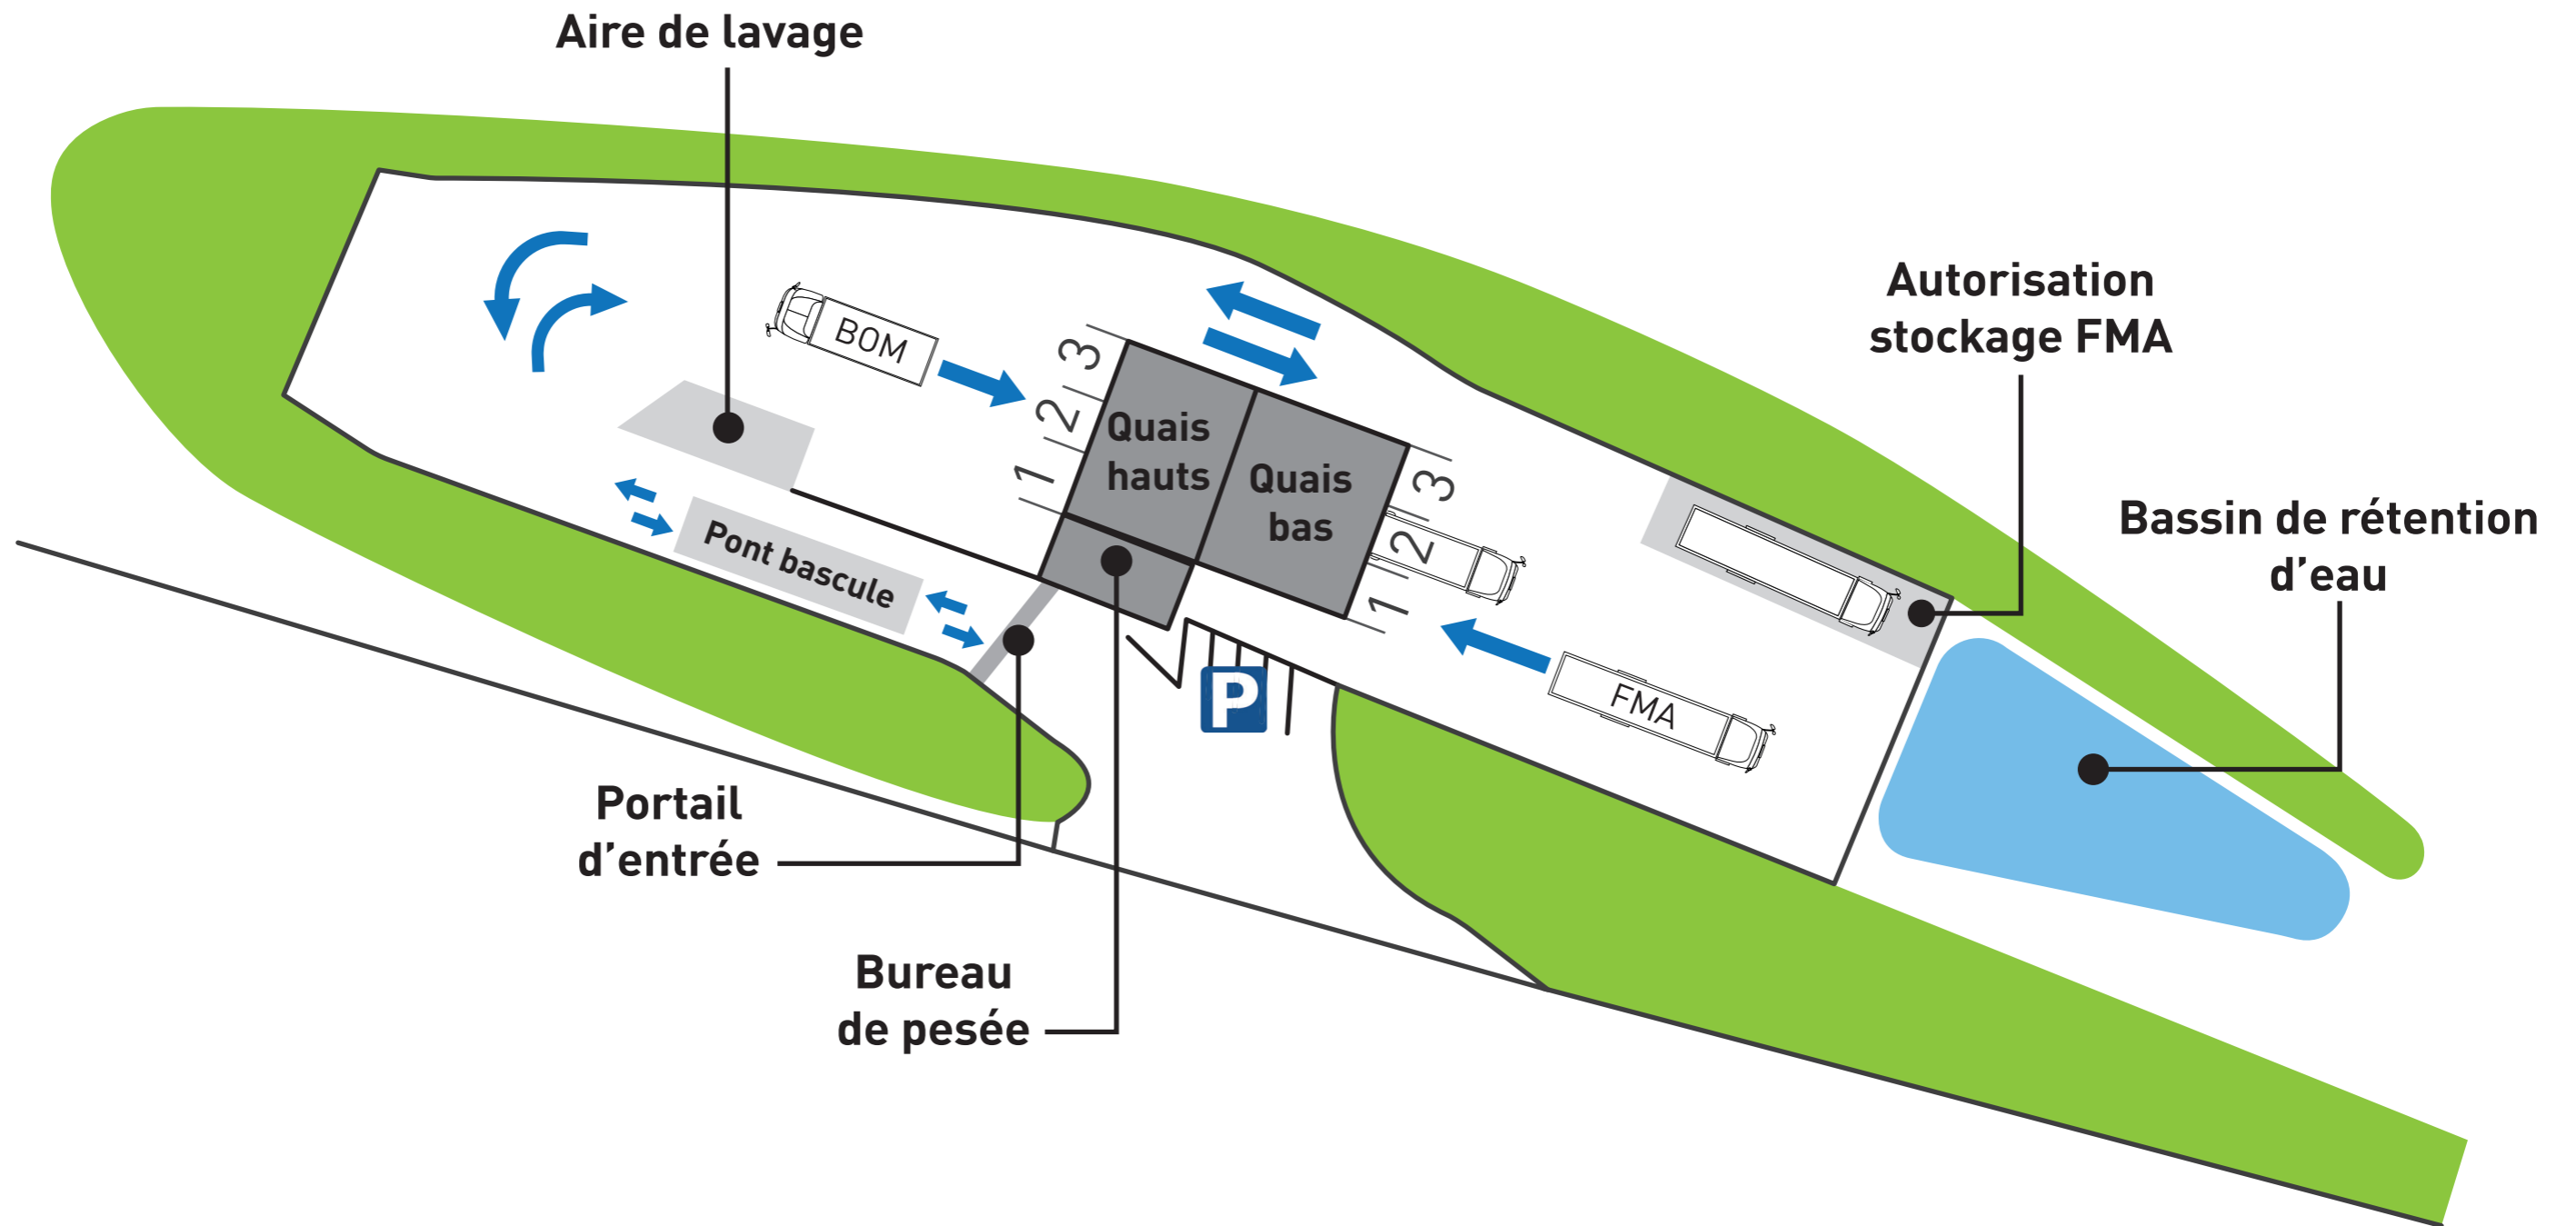 Aire de lavage
Autorisation
stockage FMA
BOM
3
2
1
Quais
hauts
Quais
bas
3
2
1
Bassin de rétention
d’eau
Pont bascule
FMA
P
Portail
d’entrée
Bureau
de pesée